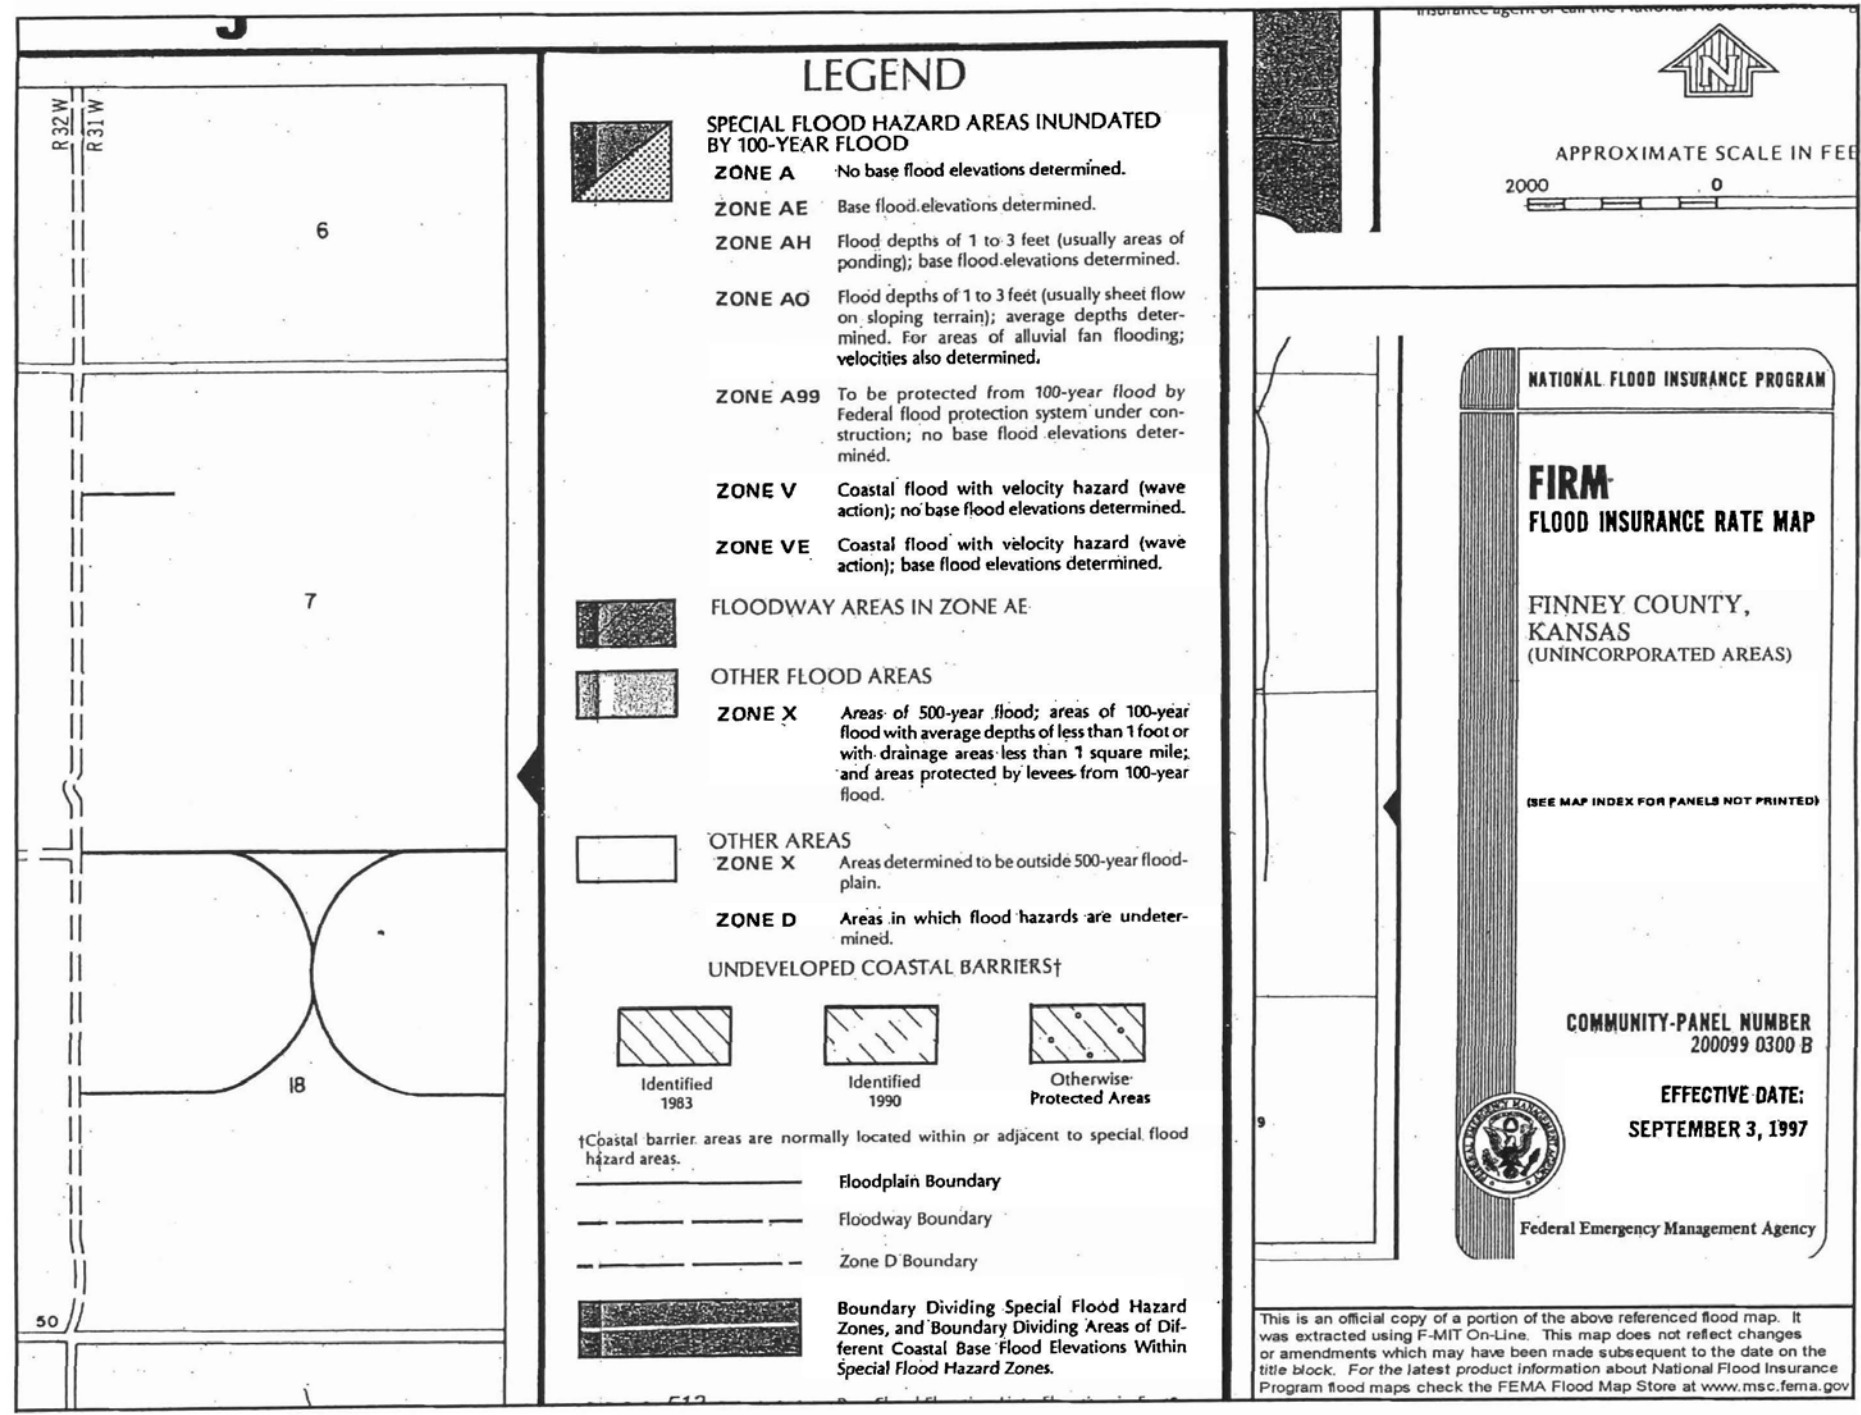 J
R 32 W
R 31 W
6
7
18
50
LEGEND
SPECIAL FLOOD HAZARD AREAS INUNDATED
BY 100-YEAR FLOOD
ZONE A No base flood elevations determined.
ZONE AE Base flood elevations determined.
ZONE AH Flood depths of 1 to 3 feet (usually areas of
ponding); base flood elevations determined.
ZONE AO Flood depths of 1 to 3 feet (usually sheet flow
on sloping terrain); average depths deter-
mined. For areas of alluvial fan flooding;
velocities also determined.
ZONE A99 To be protected from 100-year flood by
Federal flood protection system under con-
struction; no base flood elevations deter-
mined.
ZONE V Coastal flood with velocity hazard (wave
action); no base flood elevations determined.
ZONE VE Coastal flood with velocity hazard (wave
action); base flood elevations determined.
FLOODWAY AREAS IN ZONE AE
OTHER FLOOD AREAS
ZONE X Areas of 500-year flood; areas of 100-year
flood with average depths of less than 1 foot or
with drainage areas less than 1 square mile;
and areas protected by levees from 100-year
flood.
OTHER AREAS
ZONE X Areas determined to be outside 500-year flood-
plain.
ZONE D Areas in which flood hazards are undeter-
mined.
UNDEVELOPED COASTAL BARRIERS†
Identified
1983
Identified
1990
Otherwise
Protected Areas
†Coastal barrier areas are normally located within or adjacent to special flood
hazard areas.
Floodplain Boundary
Floodway Boundary
Zone D Boundary
Boundary Dividing Special Flood Hazard
Zones, and Boundary Dividing Areas of Dif-
ferent Coastal Base Flood Elevations Within
Special Flood Hazard Zones.
N
APPROXIMATE SCALE IN FEE
2000 0
9
NATIONAL FLOOD INSURANCE PROGRAM
FIRM
FLOOD INSURANCE RATE MAP
FINNEY COUNTY,
KANSAS
(UNINCORPORATED AREAS)
(SEE MAP INDEX FOR PANELS NOT PRINTED)
COMMUNITY-PANEL NUMBER
200099 0300 B
EFFECTIVE DATE:
SEPTEMBER 3, 1997
FEDERAL EMERGENCY MANAGEMENT AGENCY
Federal Emergency Management Agency
This is an official copy of a portion of the above referenced flood map. It
was extracted using F-MIT On-Line. This map does not reflect changes
or amendments which may have been made subsequent to the date on the
title block. For the latest product information about National Flood Insurance
Program flood maps check the FEMA Flood Map Store at www.msc.fema.gov